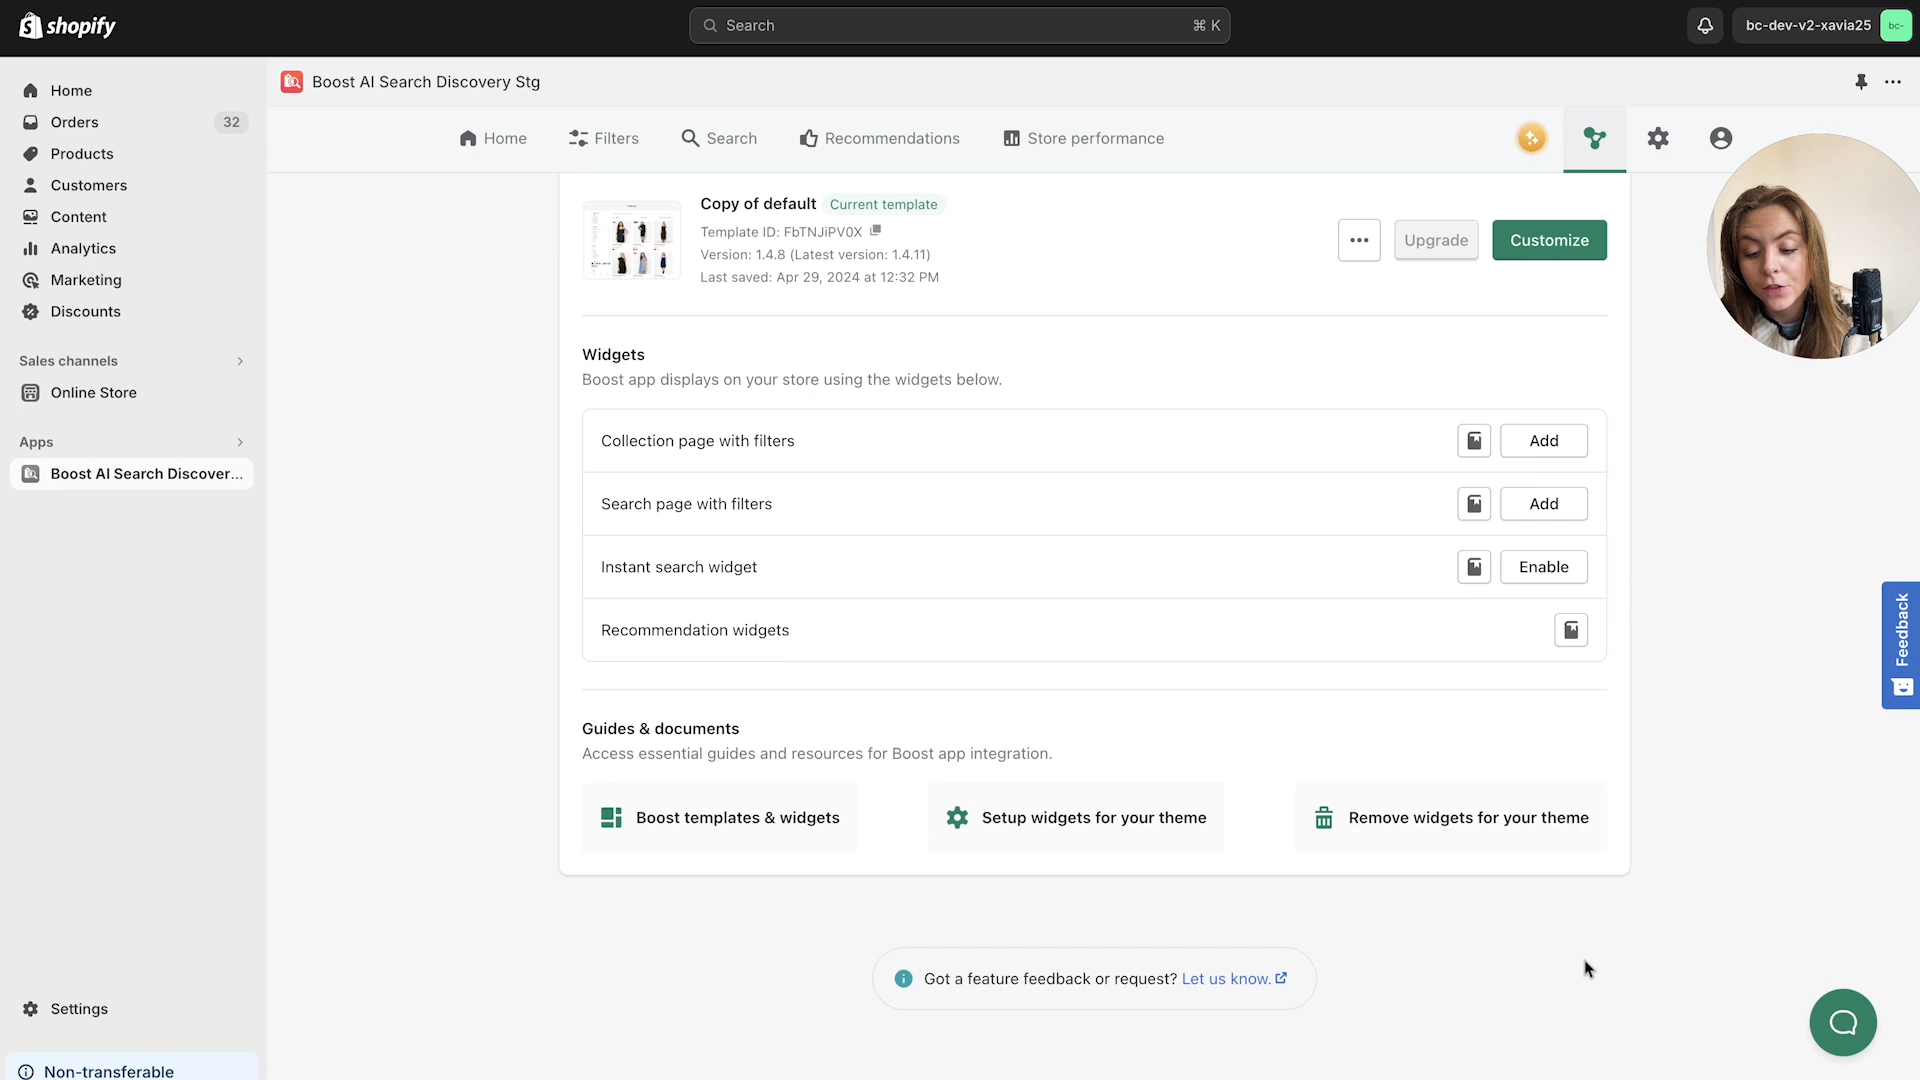 shopify
Search
⌘ K
bc-dev-v2-xavia25
bc-
Home
Orders
32
Products
Customers
Content
Analytics
Marketing
Discounts
Sales channels
Online Store
Apps
Boost AI Search Discover...
Settings
Non-transferable
Boost AI Search Discovery Stg
Home
Filters
Search
Recommendations
Store performance
Copy of default
Current template
Template ID: FbTNJiPV0X
Version: 1.4.8 (Latest version: 1.4.11)
Last saved: Apr 29, 2024 at 12:32 PM
Upgrade
Customize
Widgets
Boost app displays on your store using the widgets below.
Collection page with filters
Add
Search page with filters
Add
Instant search widget
Enable
Recommendation widgets
Guides & documents
Access essential guides and resources for Boost app integration.
Boost templates & widgets
Setup widgets for your theme
Remove widgets for your theme
Got a feature feedback or request? Let us know.
Feedback